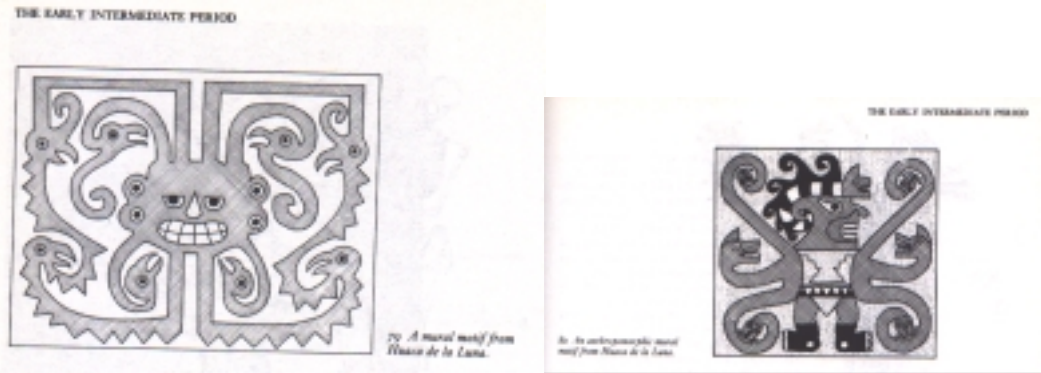 THE EARLY INTERMEDIATE PERIOD
79 A mural motif from
Huaca de la Luna.
THE EARLY INTERMEDIATE PERIOD
80 An anthropomorphic mural
motif from Huaca de la Luna.